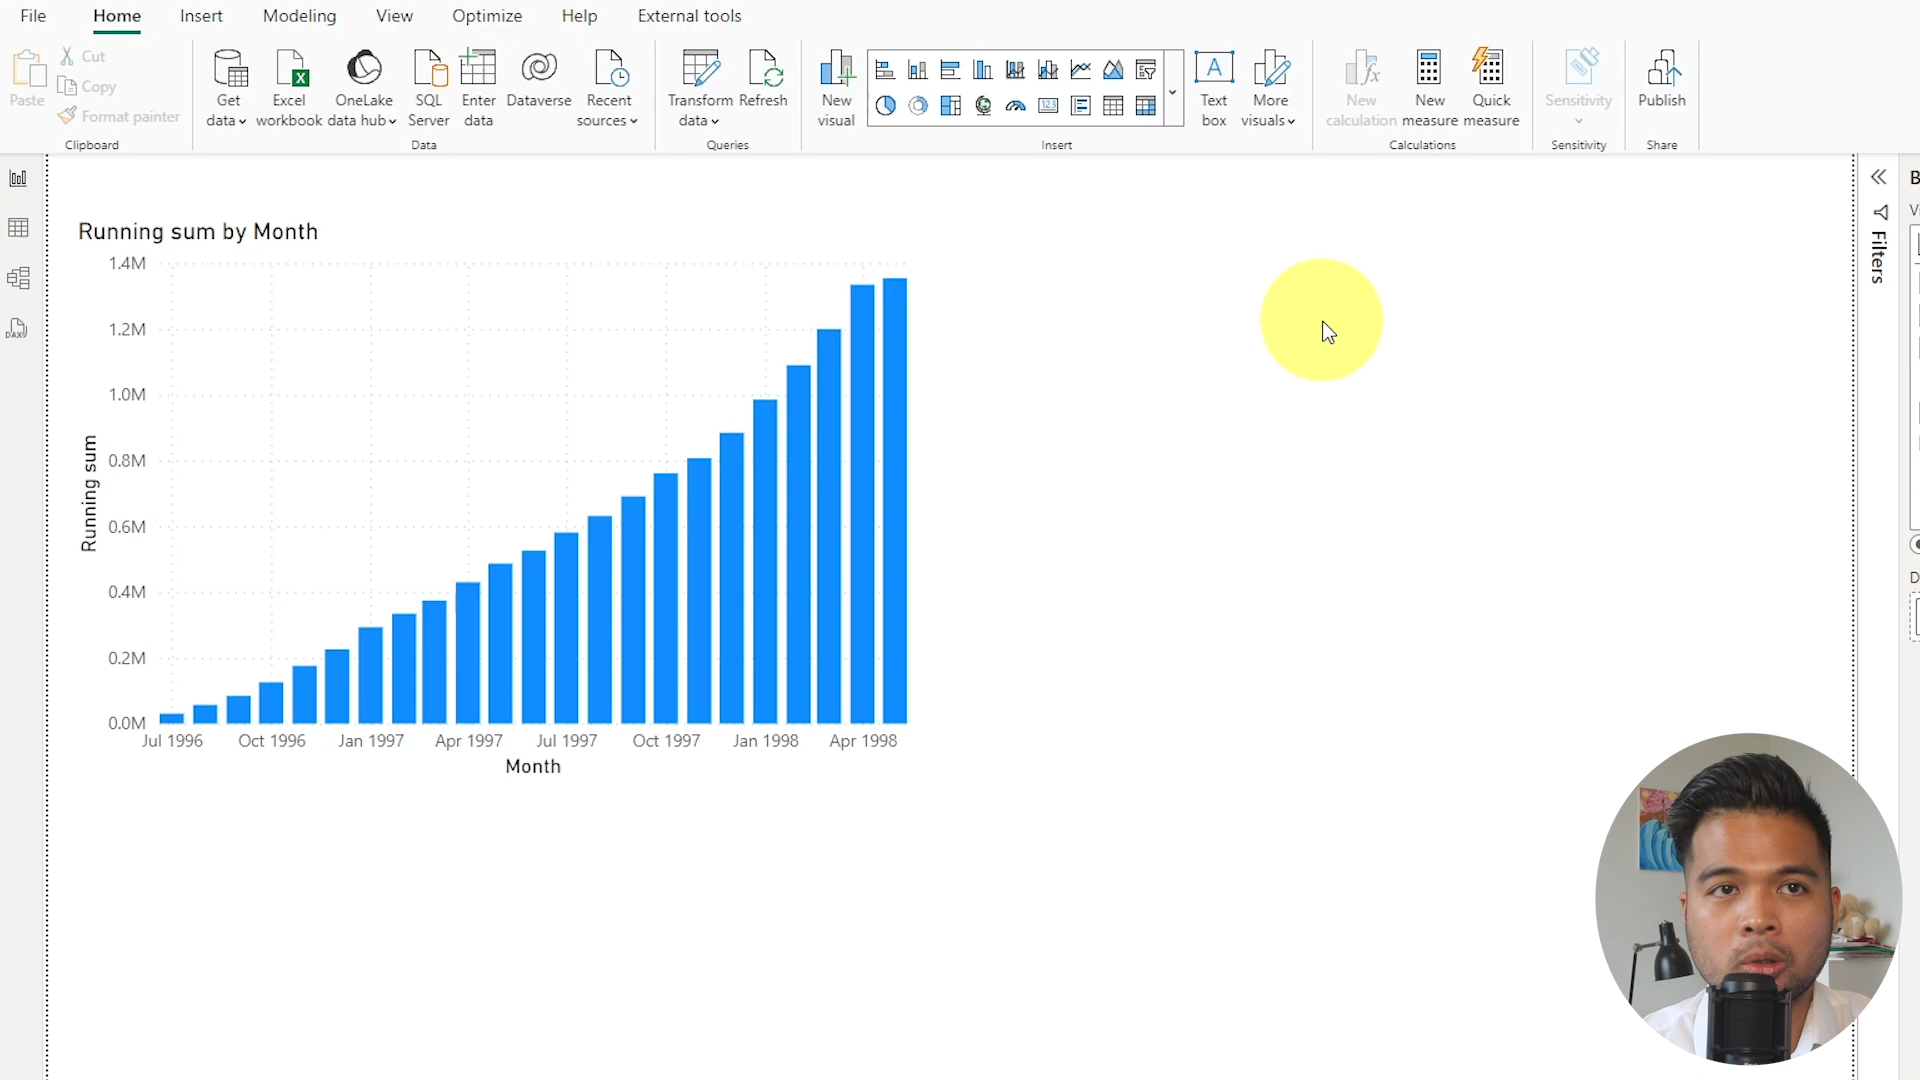 File Home Insert Modeling View Optimize Help External tools
Paste
Cut
Copy
Format painter
Clipboard
Get data
Excel workbook
OneLake data hub
SQL Server
Enter data
Dataverse
Recent sources
Data
Transform data
Refresh
Queries
New visual
123
A
Text box
More visuals
Insert
New calculation
New measure
Quick measure
Calculations
Sensitivity
Sensitivity
Publish
Share
DAX
Filters
Running sum by Month
1.4M
1.2M
1.0M
0.8M
0.6M
0.4M
0.2M
0.0M
Running sum
Jul 1996 Oct 1996 Jan 1997 Apr 1997 Jul 1997 Oct 1997 Jan 1998 Apr 1998
Month